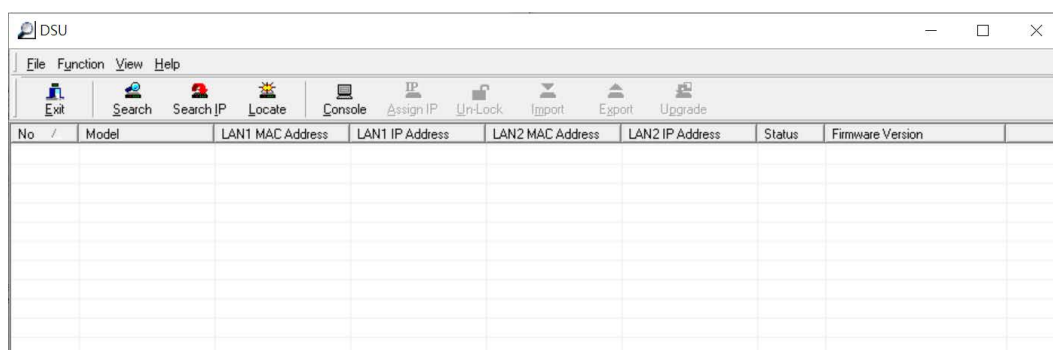 DSU
File Function View Help
Exit Search Search IP Locate Console Assign IP Un-Lock Import Export Upgrade
No Model LAN1 MAC Address LAN1 IP Address LAN2 MAC Address LAN2 IP Address Status Firmware Version